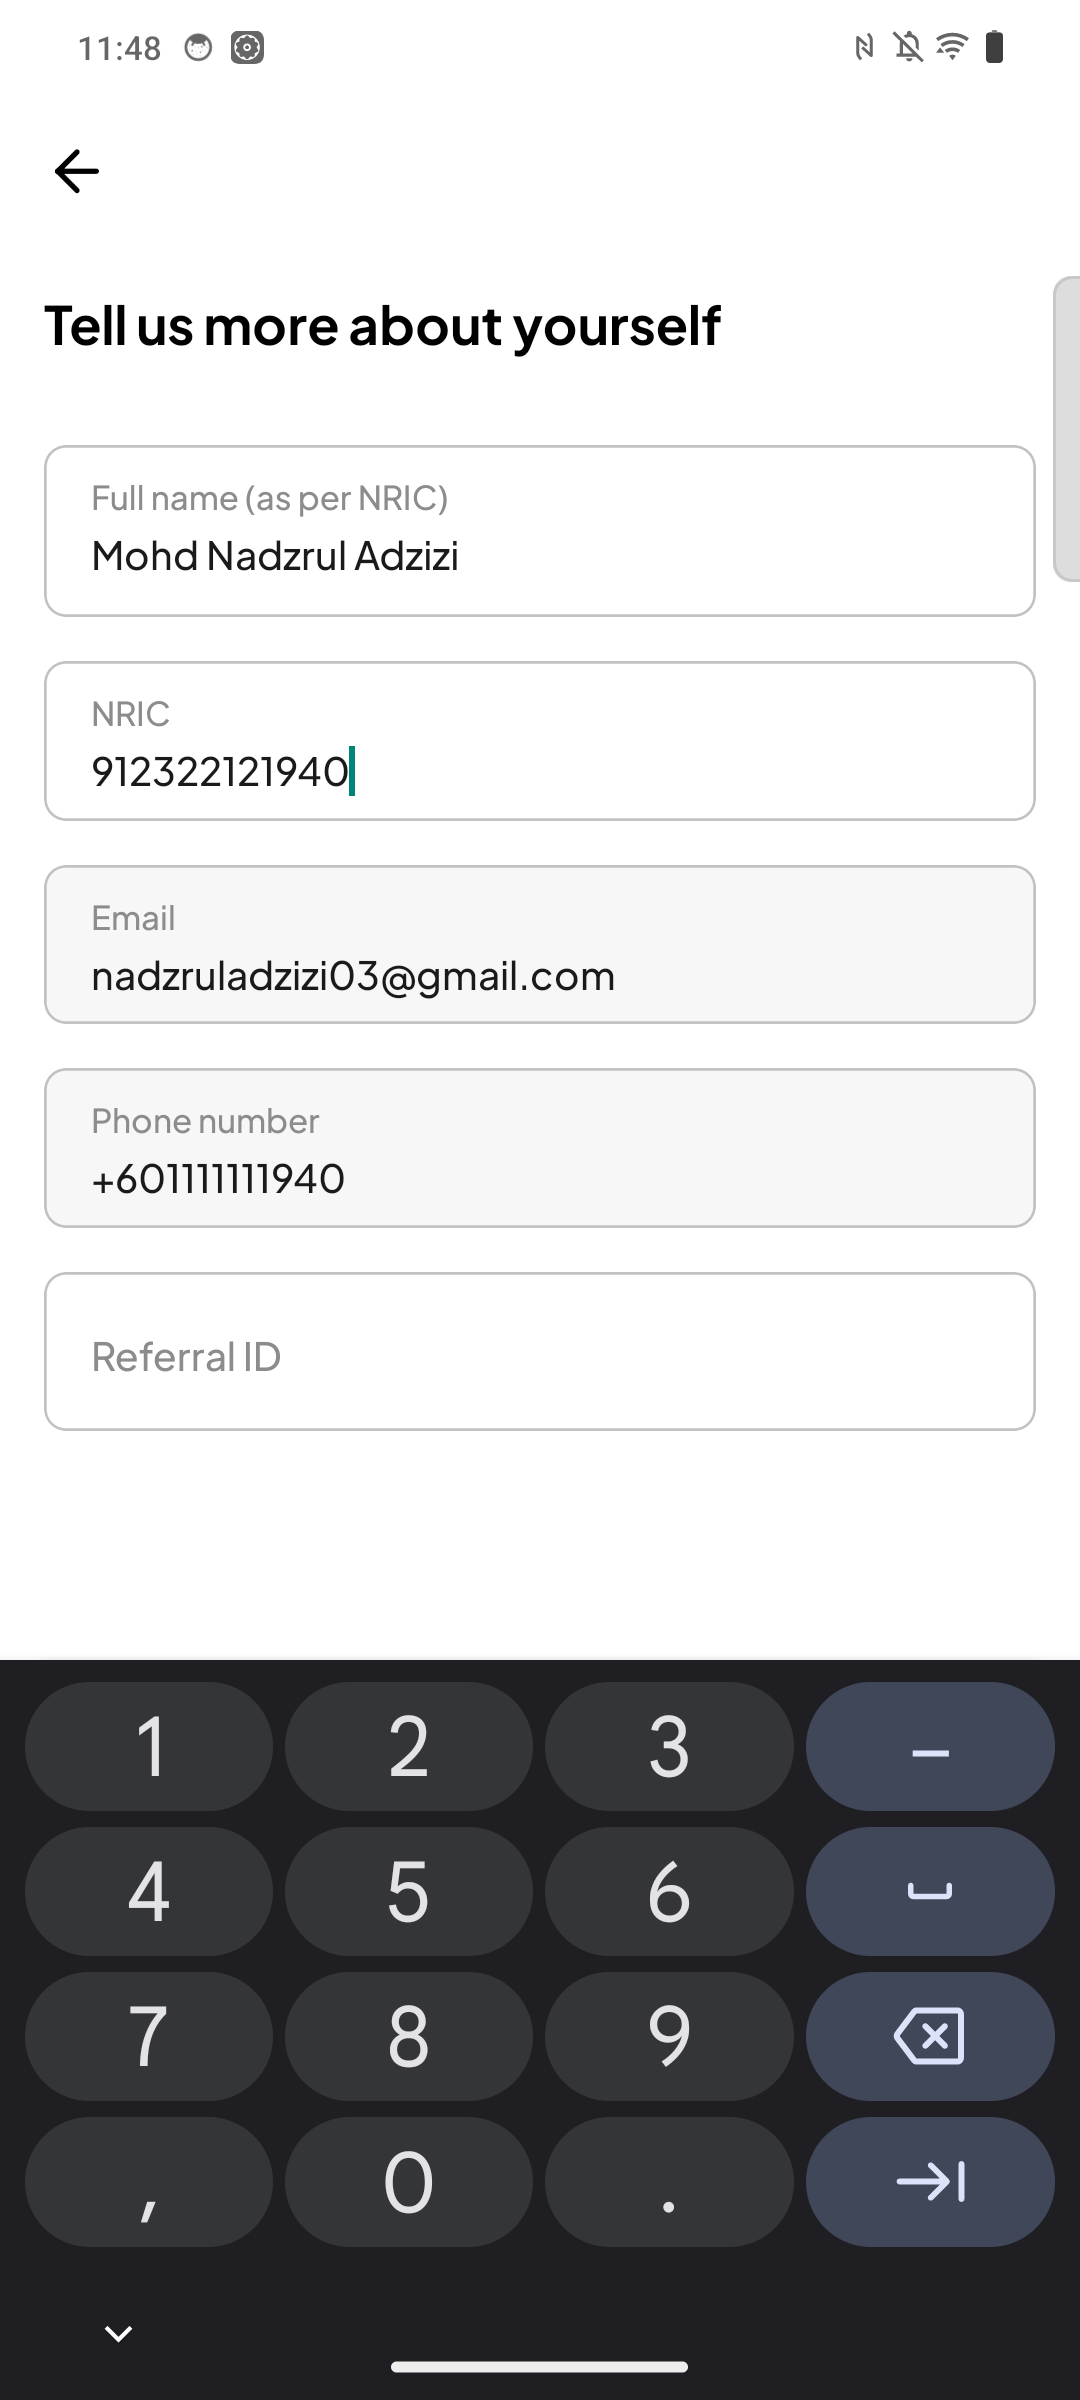 11:48
Tell us more about yourself
Full name (as per NRIC)
Mohd Nadzrul Adzizi
NRIC
912322121940
Email
nadzruladzizi03@gmail.com
Phone number
+601111111940
Referral ID
1 2 3 –
4 5 6
7 8 9
, 0 .